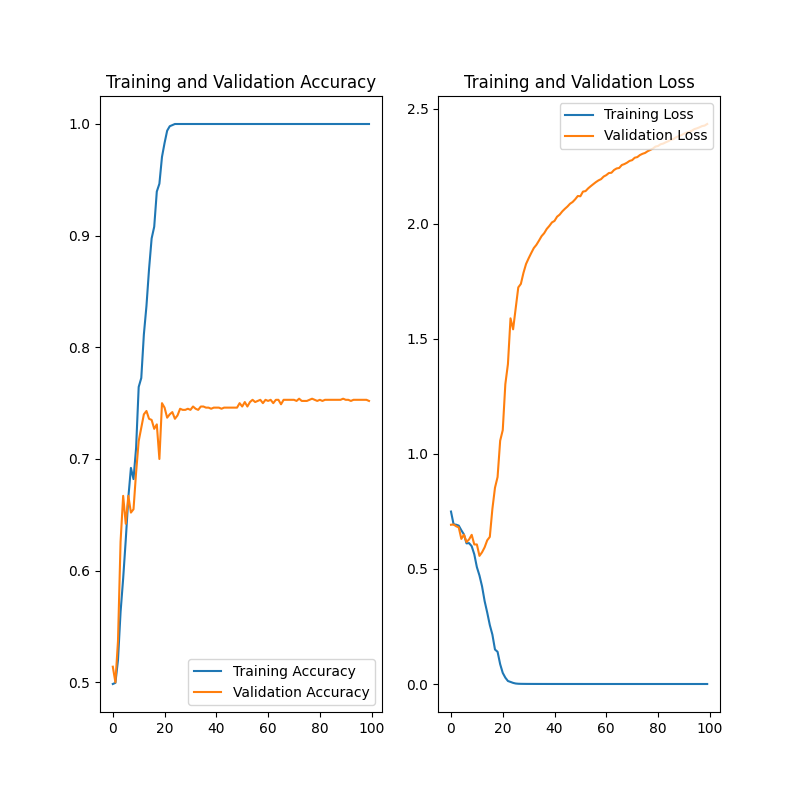 Training and Validation Accuracy
1.0
0.9
0.8
0.7
0.6
0.5
0 20 40 60 80 100
Training Accuracy
Validation Accuracy
Training and Validation Loss
2.5
2.0
1.5
1.0
0.5
0.0
0 20 40 60 80 100
Training Loss
Validation Loss